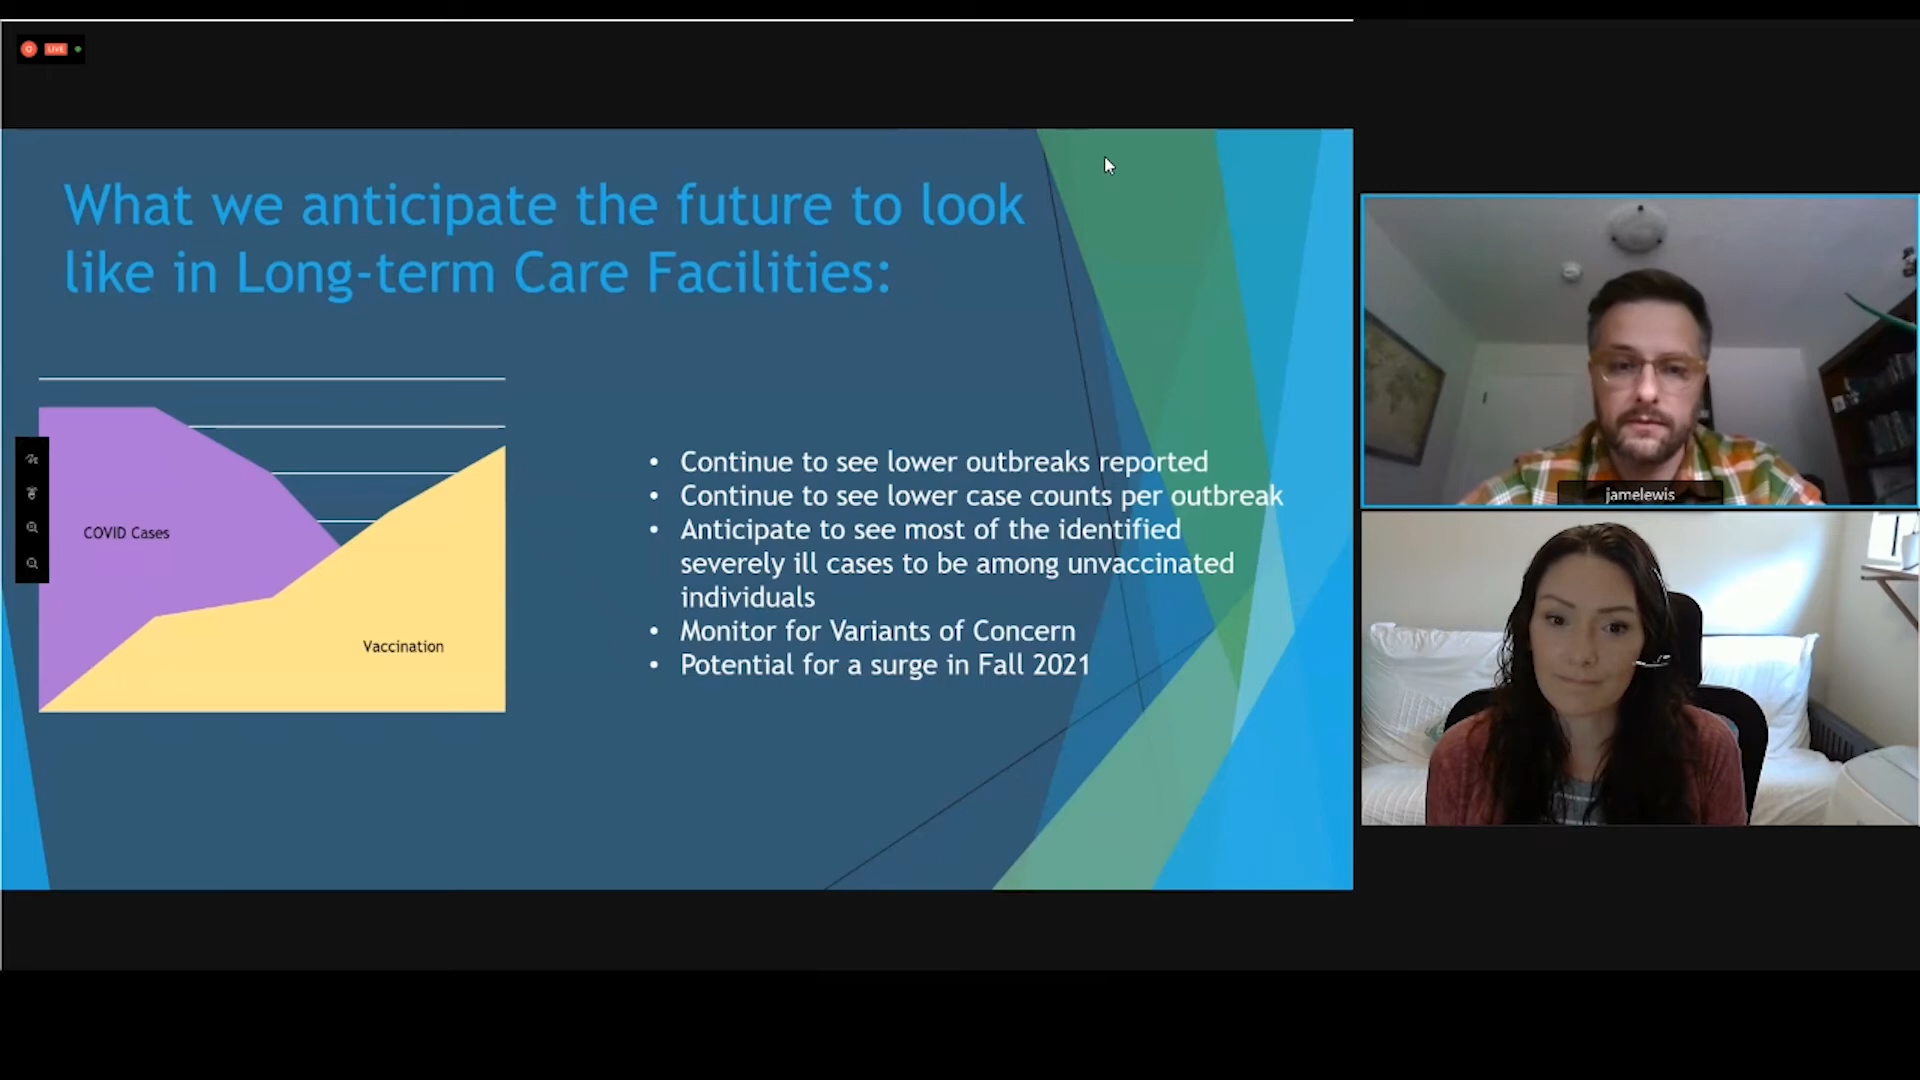 LIVE
What we anticipate the future to look
like in Long-term Care Facilities:
COVID Cases
Vaccination
• Continue to see lower outbreaks reported
• Continue to see lower case counts per outbreak
• Anticipate to see most of the identified
severely ill cases to be among unvaccinated
individuals
• Monitor for Variants of Concern
• Potential for a surge in Fall 2021
jamelewis